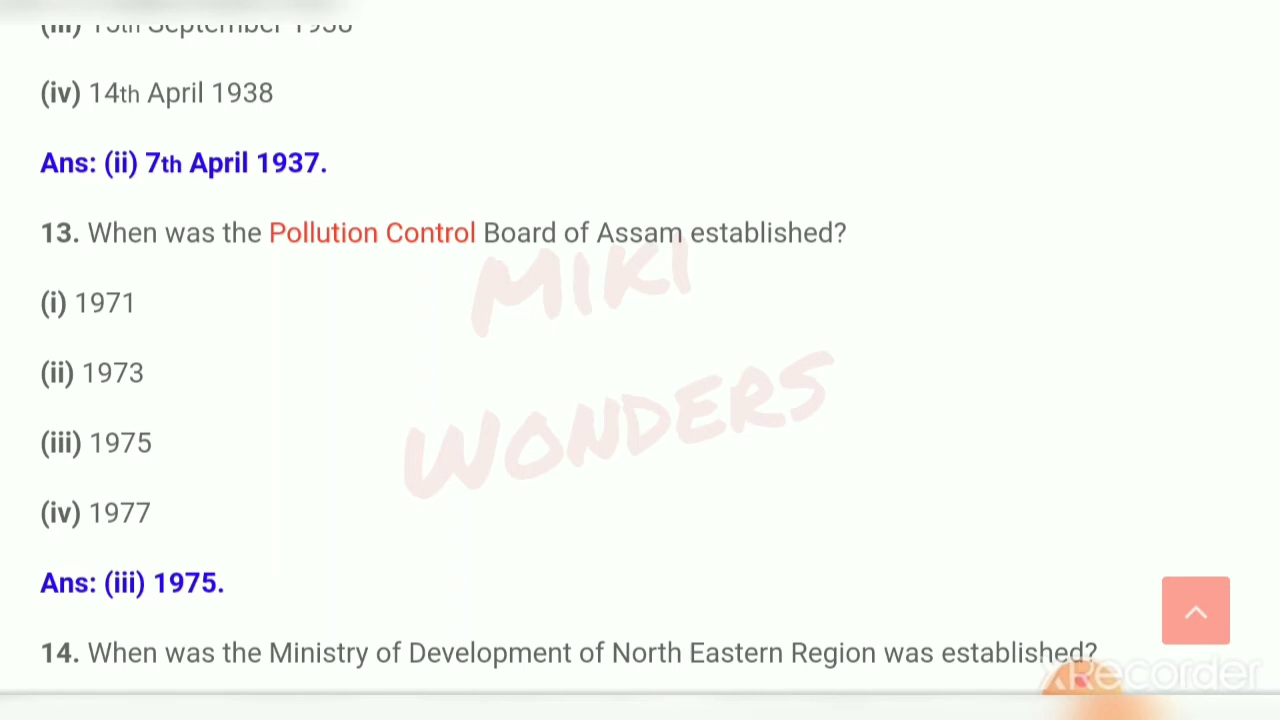 (iv) 14th April 1938
Ans: (ii) 7th April 1937.
13. When was the Pollution Control Board of Assam established?
(i) 1971
(ii) 1973
(iii) 1975
(iv) 1977
Ans: (iii) 1975.
14. When was the Ministry of Development of North Eastern Region was established?
MIKI
WONDERS
XRecorder